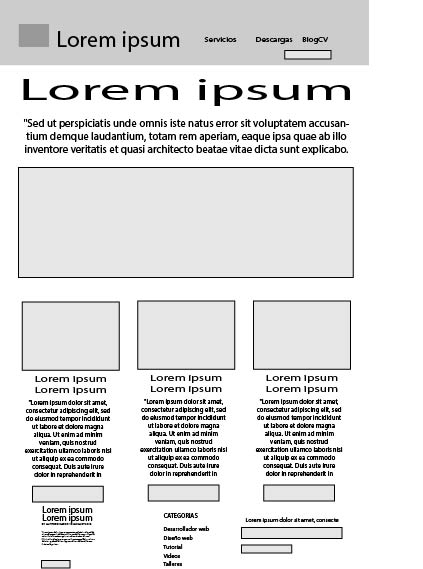 Lorem ipsum
Servicios Descargas BlogCV
Lorem ipsum
"Sed ut perspiciatis unde omnis iste natus error sit voluptatem accusan-
tium demque laudantium, totam rem aperiam, eaque ipsa quae ab illo
inventore veritatis et quasi architecto beatae vitae dicta sunt explicabo.
Lorem Ipsum
Lorem Ipsum
"Lorem ipsum dolor sit amet,
consectetur adipiscing elit, sed
do eiusmod tempor incididunt
ut labore et dolore magna
aliqua. Ut enim ad minim
veniam, quis nostrud
exercitation ullamco laboris nisi
ut aliquip ex ea commodo
consequat. Duis aute irure
dolor in reprehenderit in
Lorem Ipsum
Lorem Ipsum
"Lorem ipsum dolor sit amet,
consectetur adipiscing elit, sed
do eiusmod tempor incididunt
ut labore et dolore magna
aliqua. Ut enim ad minim
veniam, quis nostrud
exercitation ullamco laboris nisi
ut aliquip ex ea commodo
consequat. Duis aute irure
dolor in reprehenderit in
Lorem Ipsum
Lorem Ipsum
"Lorem ipsum dolor sit amet,
consectetur adipiscing elit, sed
do eiusmod tempor incididunt
ut labore et dolore magna
aliqua. Ut enim ad minim
veniam, quis nostrud
exercitation ullamco laboris nisi
ut aliquip ex ea commodo
consequat. Duis aute irure
dolor in reprehenderit in
Lorem ipsum
Lorem ipsum
CATEGORIAS
Desarrollador web
Diseño web
Tutorial
Videos
Talleres
Lorem ipsum dolor sit amet, consecte